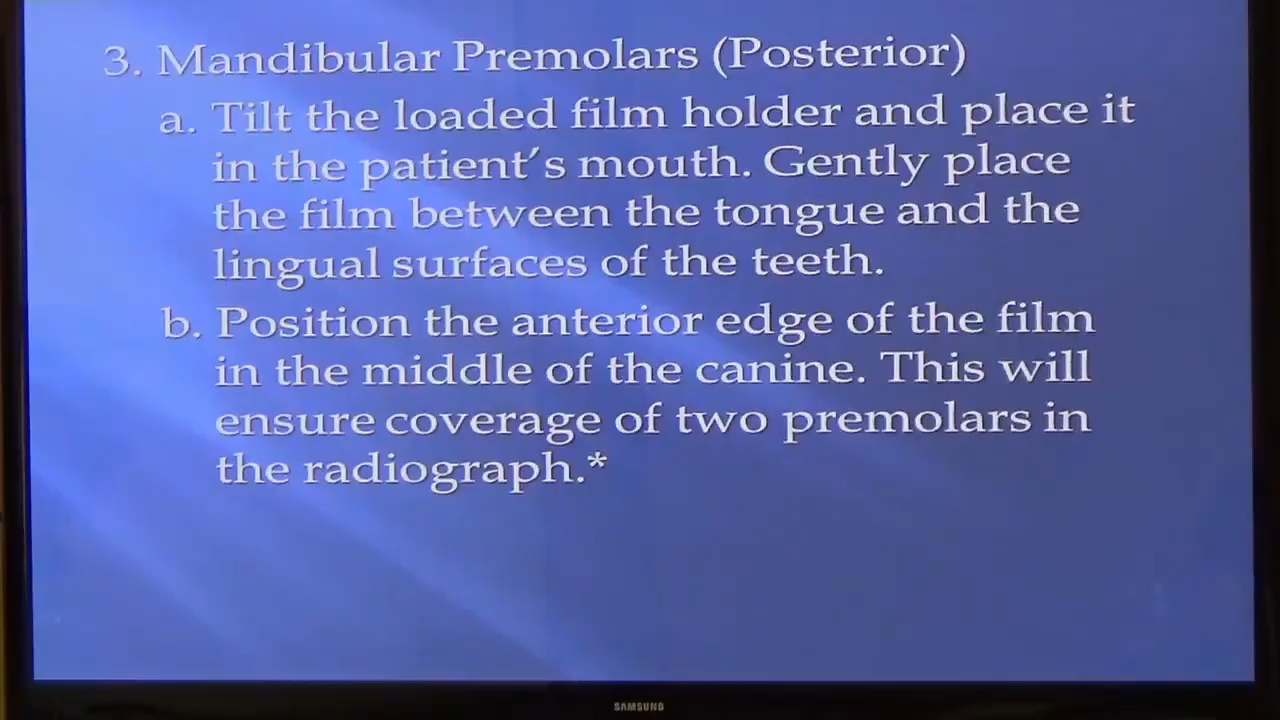 3. Mandibular Premolars (Posterior)
a. Tilt the loaded film holder and place it
in the patient's mouth. Gently place
the film between the tongue and the
lingual surfaces of the teeth.
b. Position the anterior edge of the film
in the middle of the canine. This will
ensure coverage of two premolars in
the radiograph.*
SAMSUNG